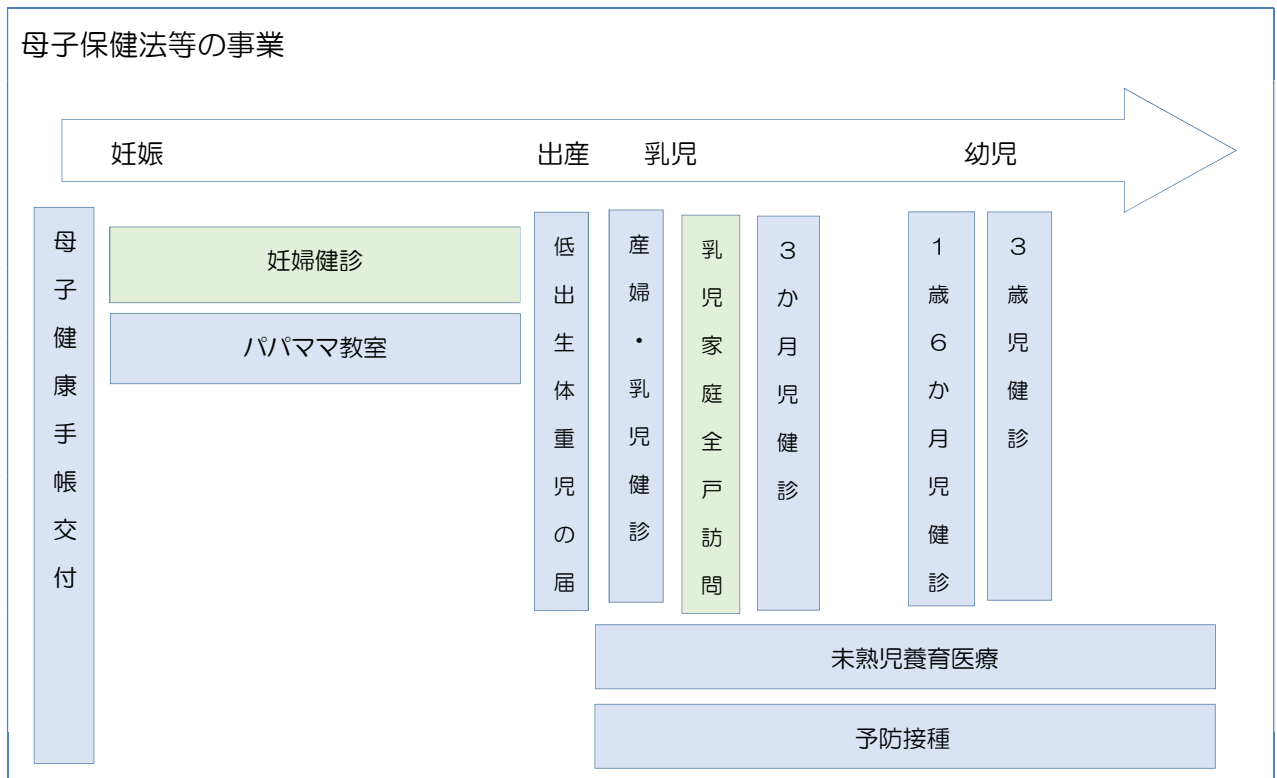 母子保健法等の事業
妊娠
出産
乳児
幼児
母子健康手帳交付
妊婦健診
パパママ教室
低出生体重児の届
産婦・乳児健診
乳児家庭全戸訪問
３か月児健診
１歳６か月児健診
３歳児健診
未熟児養育医療
予防接種